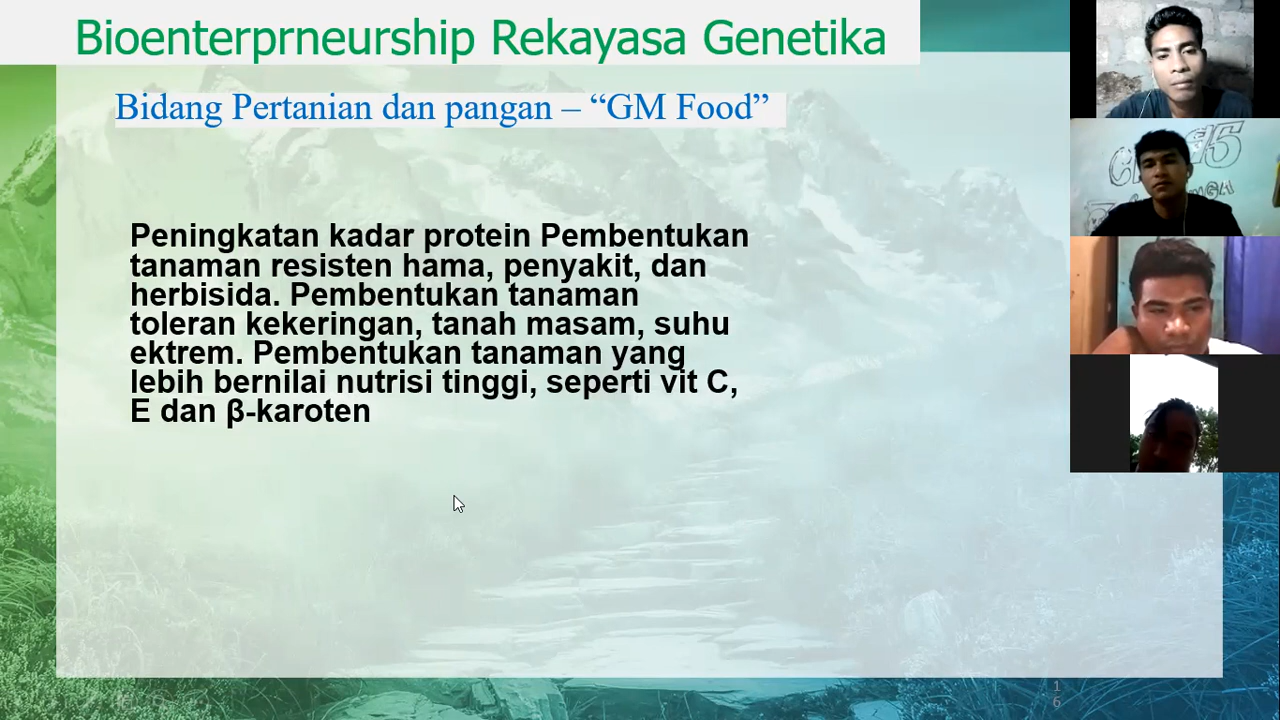 Bioenterprneurship Rekayasa Genetika
Bidang Pertanian dan pangan – “GM Food”
Peningkatan kadar protein Pembentukan
tanaman resisten hama, penyakit, dan
herbisida. Pembentukan tanaman
toleran kekeringan, tanah masam, suhu
ektrem. Pembentukan tanaman yang
lebih bernilai nutrisi tinggi, seperti vit C,
E dan β-karoten
1
6